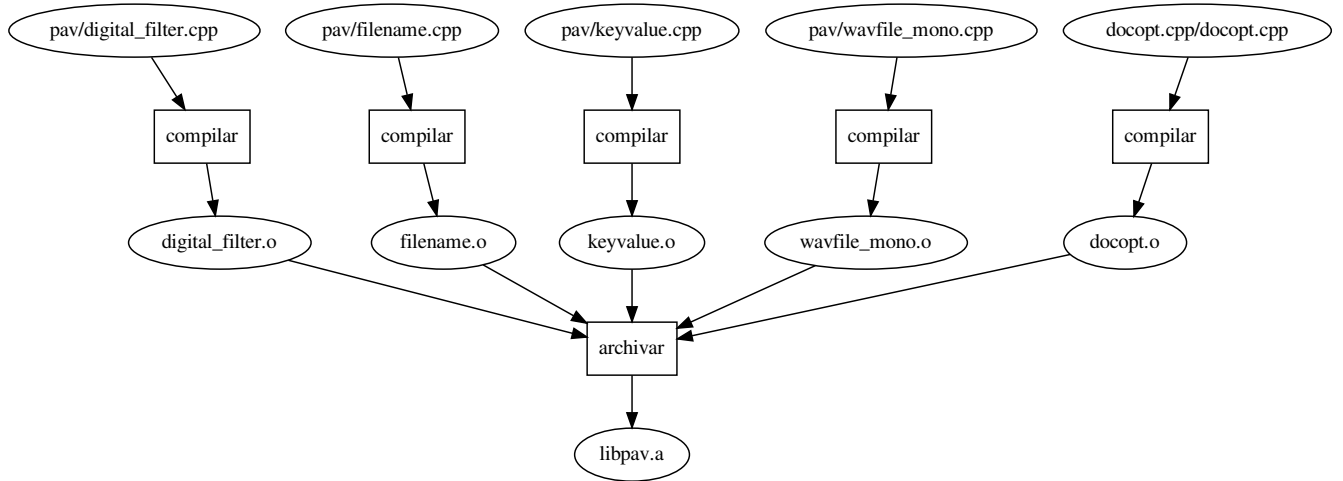 pav/digital_filter.cpp
pav/filename.cpp
pav/keyvalue.cpp
pav/wavfile_mono.cpp
docopt.cpp/docopt.cpp
compilar
compilar
compilar
compilar
compilar
digital_filter.o
filename.o
keyvalue.o
wavfile_mono.o
docopt.o
archivar
libpav.a